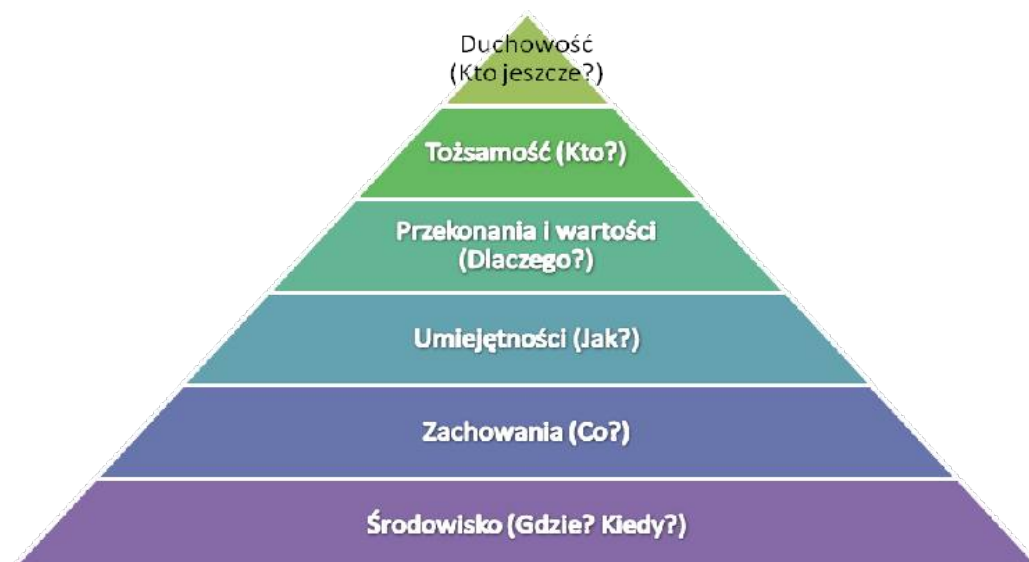 Duchowość
(Kto jeszcze?)
Tożsamość (Kto?)
Przekonania i wartości
(Dlaczego?)
Umiejętności (Jak?)
Zachowania (Co?)
Środowisko (Gdzie? Kiedy?)